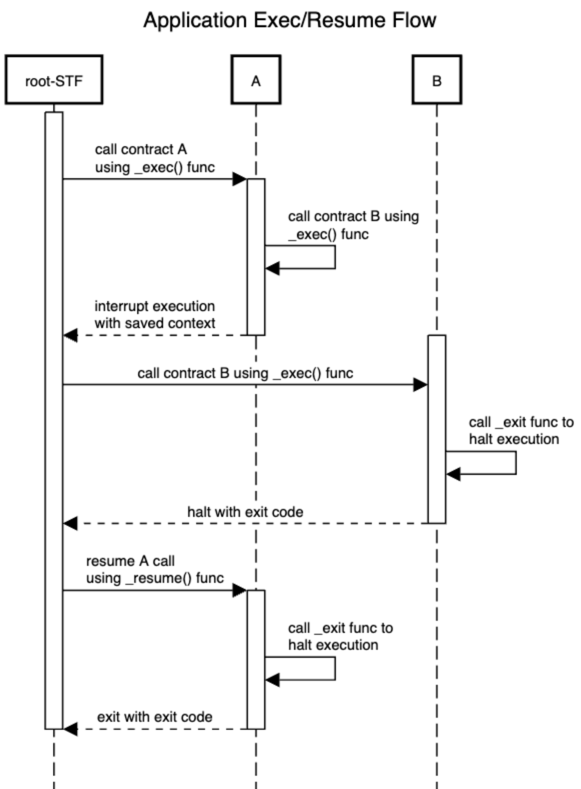 Application Exec/Resume Flow
root-STF
A
B
call contract A
using _exec() func
call contract B using
_exec() func
interrupt execution
with saved context
call contract B using _exec() func
call _exit func to
halt execution
halt with exit code
resume A call
using _resume() func
call _exit func to
halt execution
exit with exit code